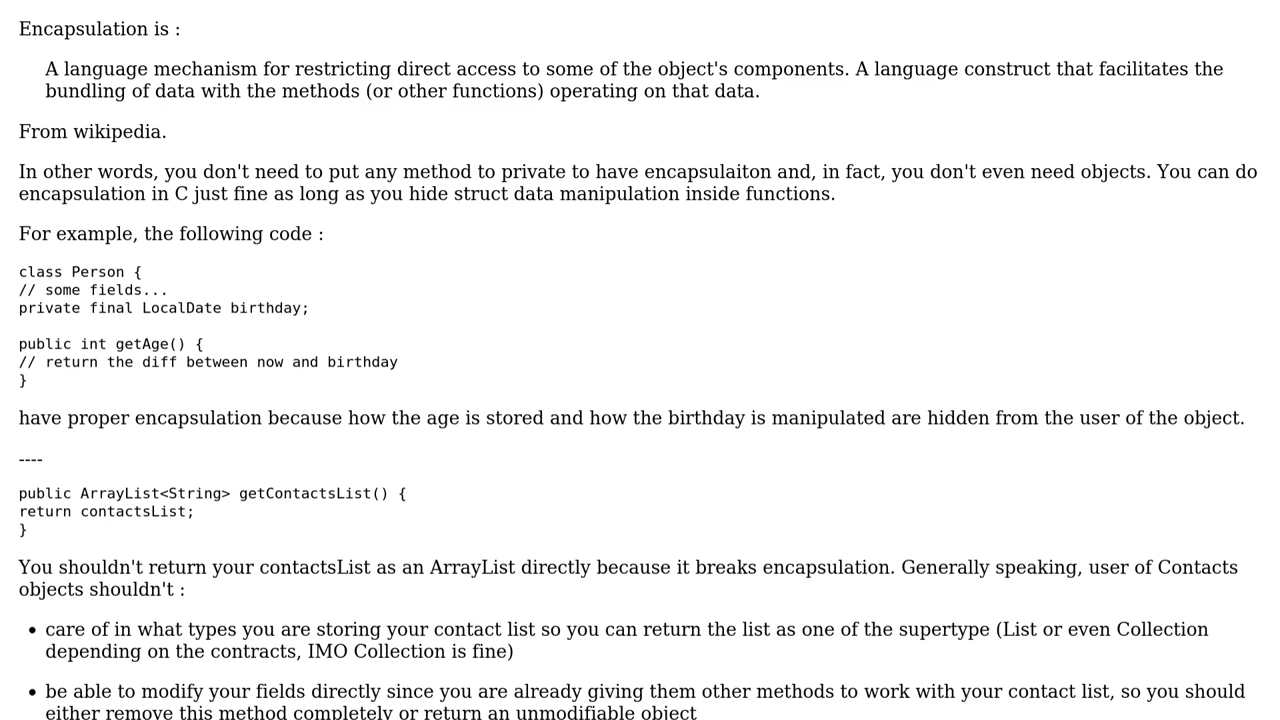 Encapsulation is :
A language mechanism for restricting direct access to some of the object's components. A language construct that facilitates the
bundling of data with the methods (or other functions) operating on that data.
From wikipedia.
In other words, you don't need to put any method to private to have encapsulaiton and, in fact, you don't even need objects. You can do
encapsulation in C just fine as long as you hide struct data manipulation inside functions.
For example, the following code :
class Person {
// some fields...
private final LocalDate birthday;
public int getAge() {
// return the diff between now and birthday
}
have proper encapsulation because how the age is stored and how the birthday is manipulated are hidden from the user of the object.
----
public ArrayList<String> getContactsList() {
return contactsList;
}
You shouldn't return your contactsList as an ArrayList directly because it breaks encapsulation. Generally speaking, user of Contacts
objects shouldn't :
• care of in what types you are storing your contact list so you can return the list as one of the supertype (List or even Collection
depending on the contracts, IMO Collection is fine)
• be able to modify your fields directly since you are already giving them other methods to work with your contact list, so you should
either remove this method completely or return an unmodifiable object